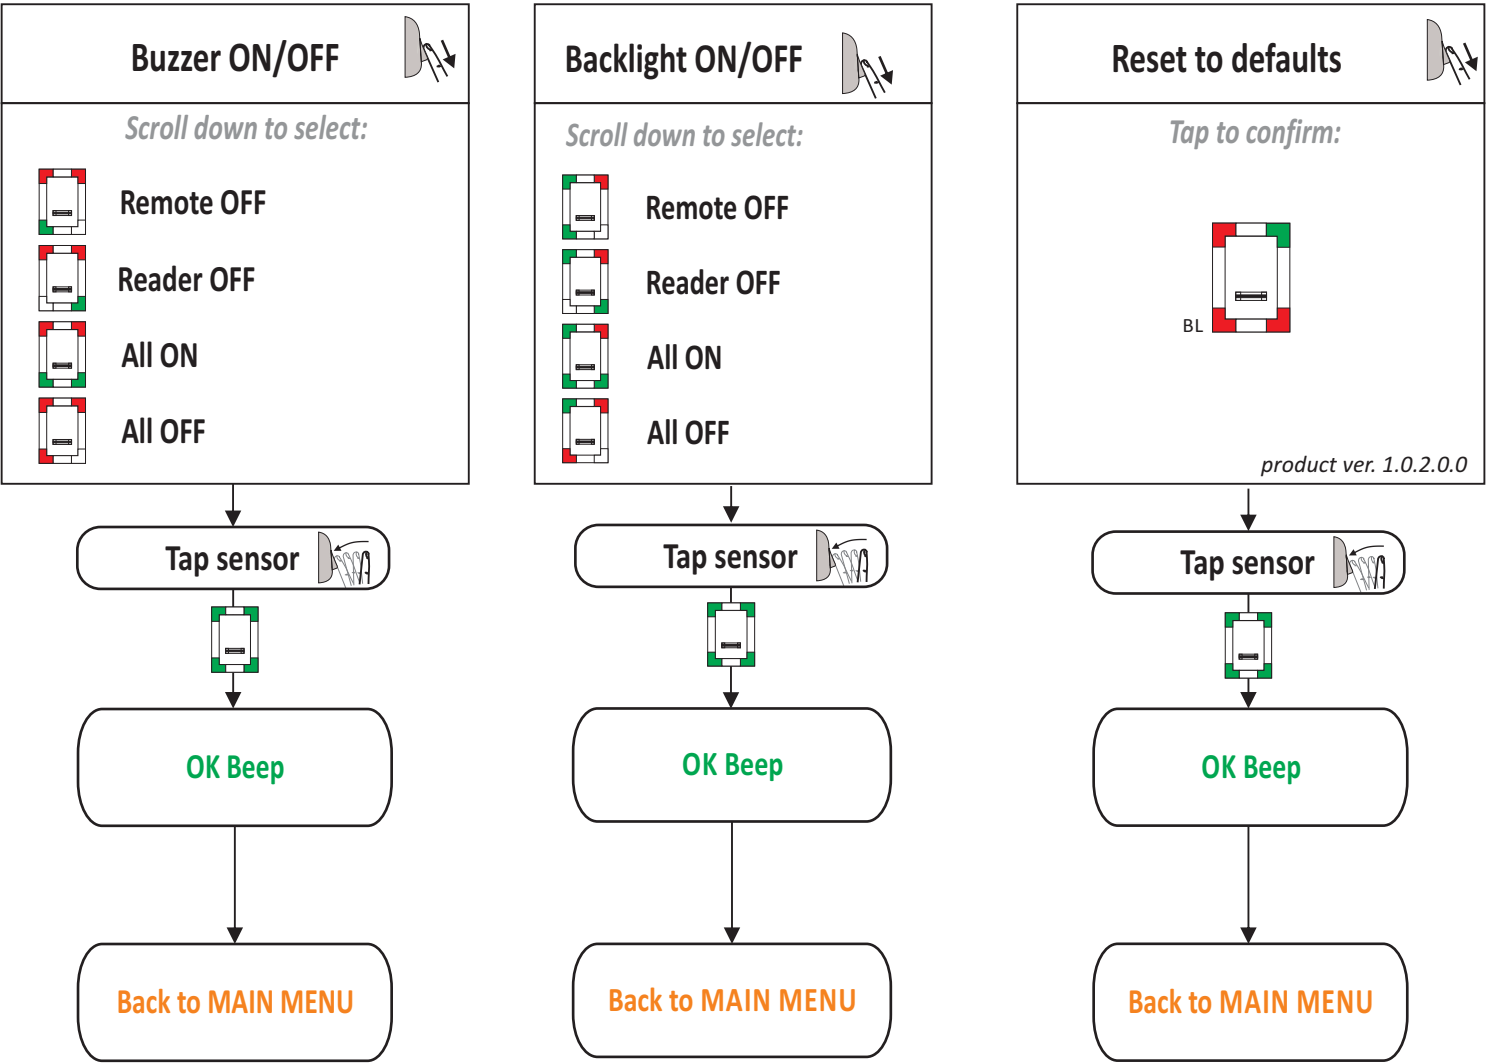 Buzzer ON/OFF
Scroll down to select:
Remote OFF
Reader OFF
All ON
All OFF
Tap sensor
OK Beep
Back to MAIN MENU
Backlight ON/OFF
Scroll down to select:
Remote OFF
Reader OFF
All ON
All OFF
Tap sensor
OK Beep
Back to MAIN MENU
Reset to defaults
Tap to confirm:
BL
product ver. 1.0.2.0.0
Tap sensor
OK Beep
Back to MAIN MENU